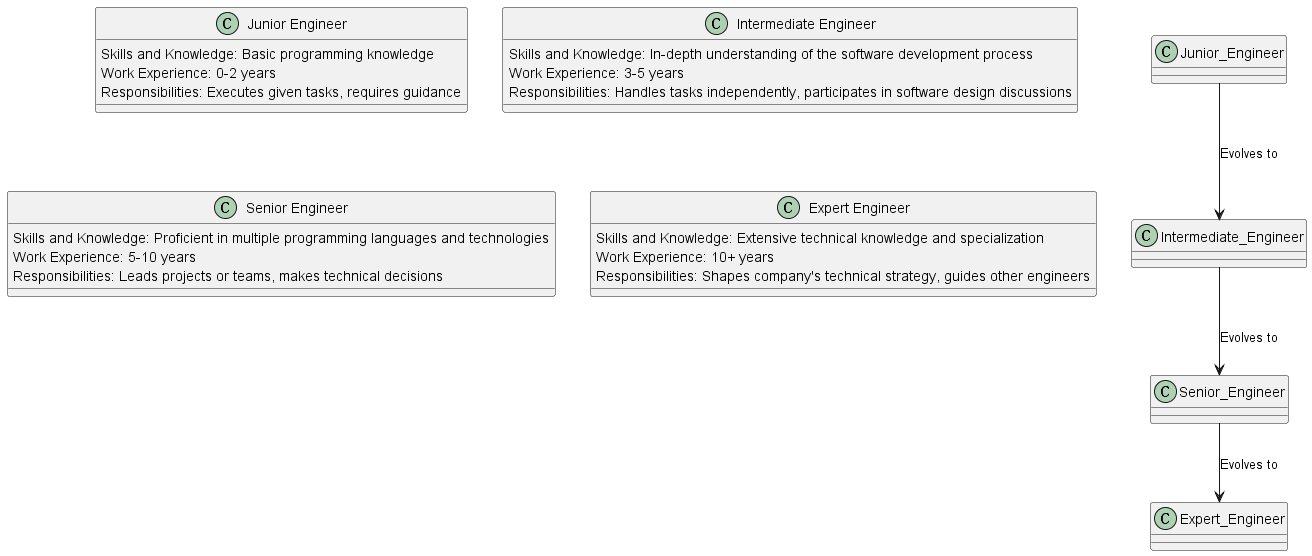 C Junior Engineer
Skills and Knowledge: Basic programming knowledge
Work Experience: 0-2 years
Responsibilities: Executes given tasks, requires guidance
C Intermediate Engineer
Skills and Knowledge: In-depth understanding of the software development process
Work Experience: 3-5 years
Responsibilities: Handles tasks independently, participates in software design discussions
C Senior Engineer
Skills and Knowledge: Proficient in multiple programming languages and technologies
Work Experience: 5-10 years
Responsibilities: Leads projects or teams, makes technical decisions
C Expert Engineer
Skills and Knowledge: Extensive technical knowledge and specialization
Work Experience: 10+ years
Responsibilities: Shapes company's technical strategy, guides other engineers
C Junior_Engineer
Evolves to
C Intermediate_Engineer
Evolves to
C Senior_Engineer
Evolves to
C Expert_Engineer